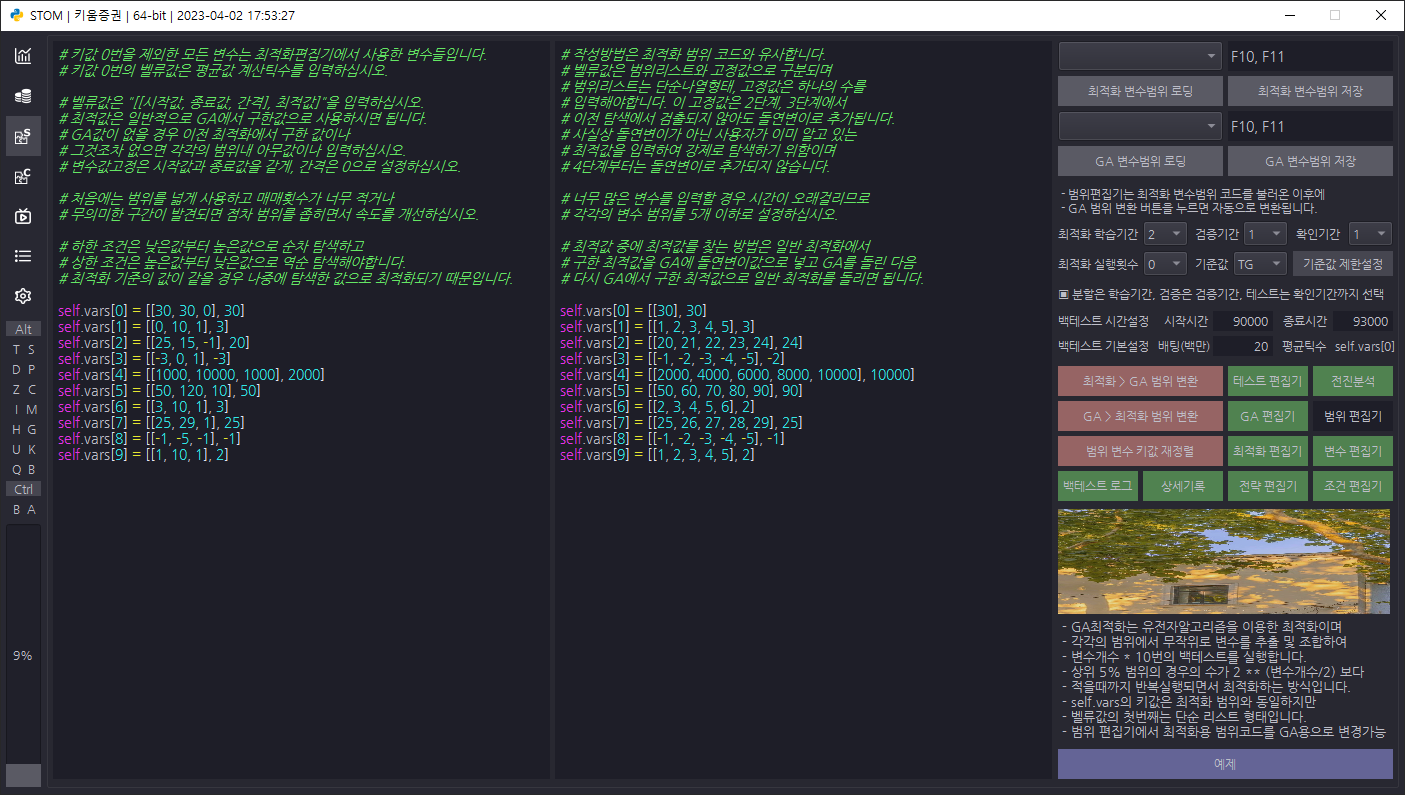 STOM | 키움증권 | 64-bit | 2023-04-02 17:53:27
Alt
T S
D P
Z C
I M
H G
U K
Q B
Ctrl
B A
9%
# 키값 0번을 제외한 모든 변수는 최적화편집기에서 사용한 변수들입니다.
# 키값 0번의 벨류값은 평균값 계산틱수를 입력하십시오.
# 벨류값은 "[[시작값, 종료값, 간격], 최적값]"을 입력하십시오.
# 최적값은 일반적으로 GA에서 구한값으로 사용하시면 됩니다.
# GA값이 없을 경우 이전 최적화에서 구한 값이나
# 그것조차 없으면 각각의 범위내 아무값이나 입력하십시오.
# 변수값고정은 시작값과 종료값을 같게, 간격은 0으로 설정하십시오.
# 처음에는 범위를 넓게 사용하고 매매횟수가 너무 적거나
# 무의미한 구간이 발견되면 점차 범위를 좁히면서 속도를 개선하십시오.
# 하한 조건은 낮은값부터 높은값으로 순차 탐색하고
# 상한 조건은 높은값부터 낮은값으로 역순 탐색해야합니다.
# 최적화 기준의 값이 같을 경우 나중에 탐색한 값으로 최적화되기 때문입니다.
self.vars[0] = [[30, 30, 0], 30]
self.vars[1] = [[0, 10, 1], 3]
self.vars[2] = [[25, 15, -1], 20]
self.vars[3] = [[-3, 0, 1], -3]
self.vars[4] = [[1000, 10000, 1000], 2000]
self.vars[5] = [[50, 120, 10], 50]
self.vars[6] = [[3, 10, 1], 3]
self.vars[7] = [[25, 29, 1], 25]
self.vars[8] = [[-1, -5, -1], -1]
self.vars[9] = [[1, 10, 1], 2]
# 작성방법은 최적화 범위 코드와 유사합니다.
# 벨류값은 범위리스트와 고정값으로 구분되며
# 범위리스트는 단순나열형태, 고정값은 하나의 수를
# 입력해야합니다. 이 고정값은 2단계, 3단계에서
# 이전 탐색에서 검출되지 않아도 돌연변이로 추가됩니다.
# 사실상 돌연변이가 아닌 사용자가 이미 알고 있는
# 최적값을 입력하여 강제로 탐색하기 위함이며
# 4단계부터는 돌연변이로 추가되지 않습니다.
# 너무 많은 변수를 입력할 경우 시간이 오래걸리므로
# 각각의 변수 범위를 5개 이하로 설정하십시오.
# 최적값 중에 최적값를 찾는 방법은 일반 최적화에서
# 구한 최적값을 GA에 돌연변이값으로 넣고 GA를 돌린 다음
# 다시 GA에서 구한 최적값으로 일반 최적화를 돌리면 됩니다.
self.vars[0] = [[30], 30]
self.vars[1] = [[1, 2, 3, 4, 5], 3]
self.vars[2] = [[20, 21, 22, 23, 24], 24]
self.vars[3] = [[-1, -2, -3, -4, -5], -2]
self.vars[4] = [[2000, 4000, 6000, 8000, 10000], 10000]
self.vars[5] = [[50, 60, 70, 80, 90], 90]
self.vars[6] = [[2, 3, 4, 5, 6], 2]
self.vars[7] = [[25, 26, 27, 28, 29], 25]
self.vars[8] = [[-1, -2, -3, -4, -5], -1]
self.vars[9] = [[1, 2, 3, 4, 5], 2]
F10, F11
최적화 변수범위 로딩 최적화 변수범위 저장
F10, F11
GA 변수범위 로딩 GA 변수범위 저장
- 범위편집기는 최적화 변수범위 코드를 불러온 이후에
- GA 범위 변환 버튼을 누르면 자동으로 변환됩니다.
최적화 학습기간 2 검증기간 1 확인기간 1
최적화 실행횟수 0 기준값 TG 기준값 제한설정
▣ 분할은 학습기간, 검증은 검증기간, 테스트는 확인기간까지 선택
백테스트 시간설정 시작시간 90000 종료시간 93000
백테스트 기본설정 배팅(백만) 20 평균틱수 self.vars[0]
최적화 > GA 범위 변환 테스트 편집기 전진분석
GA > 최적화 범위 변환 GA 편집기 범위 편집기
범위 변수 키값 재정렬 최적화 편집기 변수 편집기
백테스트 로그 상세기록 전략 편집기 조건 편집기
- GA최적화는 유전자알고리즘을 이용한 최적화이며
- 각각의 범위에서 무작위로 변수를 추출 및 조합하여
- 변수개수 * 10번의 백테스트를 실행합니다.
- 상위 5% 범위의 경우의 수가 2 ** (변수개수/2) 보다
- 적을때까지 반복실행되면서 최적화하는 방식입니다.
- self.vars의 키값은 최적화 범위와 동일하지만
- 벨류값의 첫번째는 단순 리스트 형태입니다.
- 범위 편집기에서 최적화용 범위코드를 GA용으로 변경가능
예제